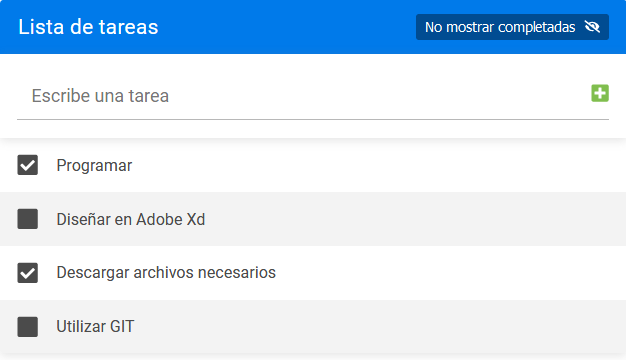 Lista de tareas
No mostrar completadas
Escribe una tarea
Programar
Diseñar en Adobe Xd
Descargar archivos necesarios
Utilizar GIT